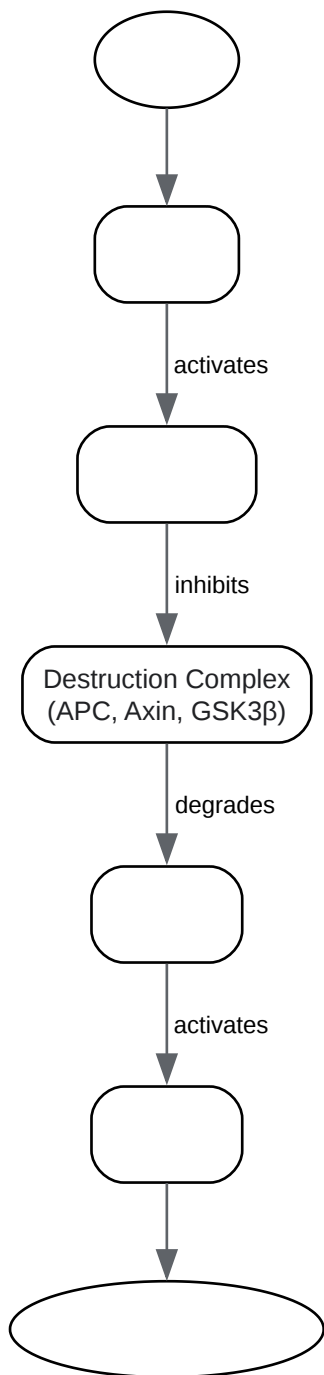 activates
inhibits
Destruction Complex
(APC, Axin, GSK3β)
degrades
activates